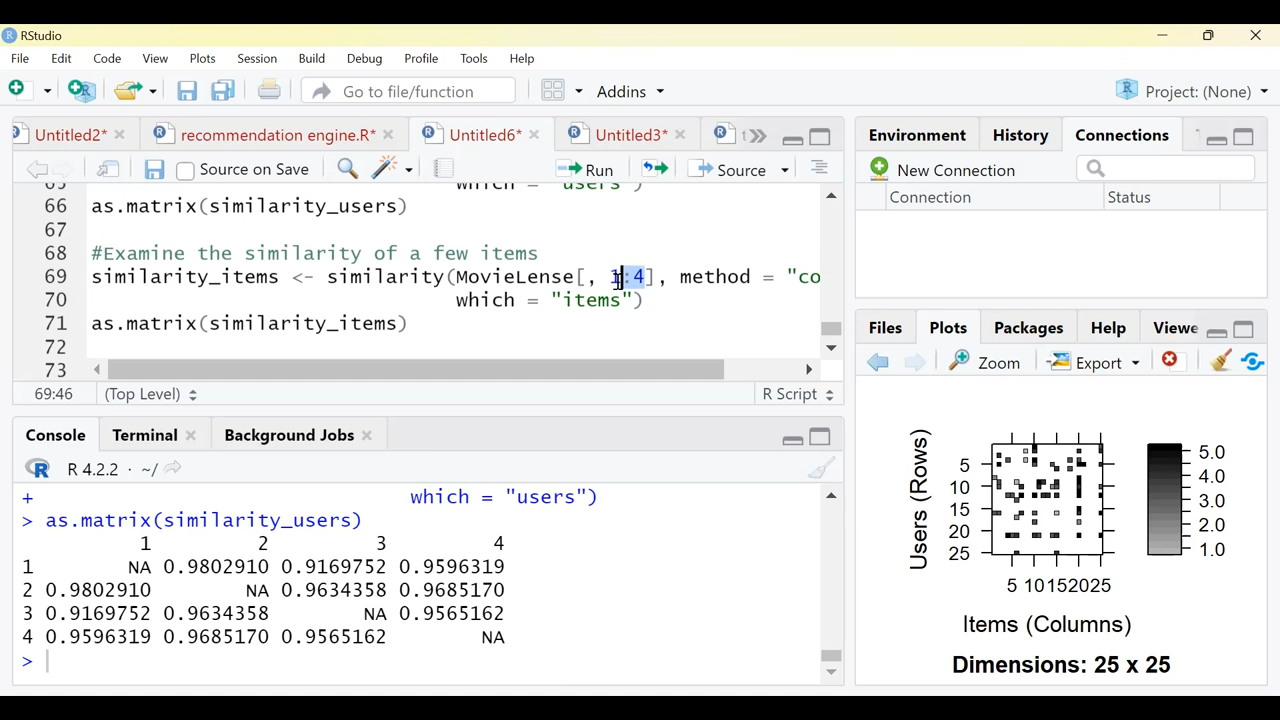 RStudio
File Edit Code View Plots Session Build Debug Profile Tools Help
Go to file/function Addins Project: (None)
Untitled2* recommendation engine.R* Untitled6* Untitled3* t
Source on Save Run Source
65 which = "users")
66 as.matrix(similarity_users)
67
68 #Examine the similarity of a few items
69 similarity_items <- similarity(MovieLense[, 1:4], method = "co
70 which = "items")
71 as.matrix(similarity_items)
72
73
69:46 (Top Level) R Script
Console Terminal Background Jobs
R 4.2.2 · ~/
+ which = "users")
> as.matrix(similarity_users)
1 2 3 4
1 NA 0.9802910 0.9169752 0.9596319
2 0.9802910 NA 0.9634358 0.9685170
3 0.9169752 0.9634358 NA 0.9565162
4 0.9596319 0.9685170 0.9565162 NA
>
Environment History Connections
New Connection
Connection Status
Files Plots Packages Help Viewe
Zoom Export
Users (Rows)
5
10
15
20
25
5 10152025
Items (Columns)
Dimensions: 25 x 25
5.0
4.0
3.0
2.0
1.0